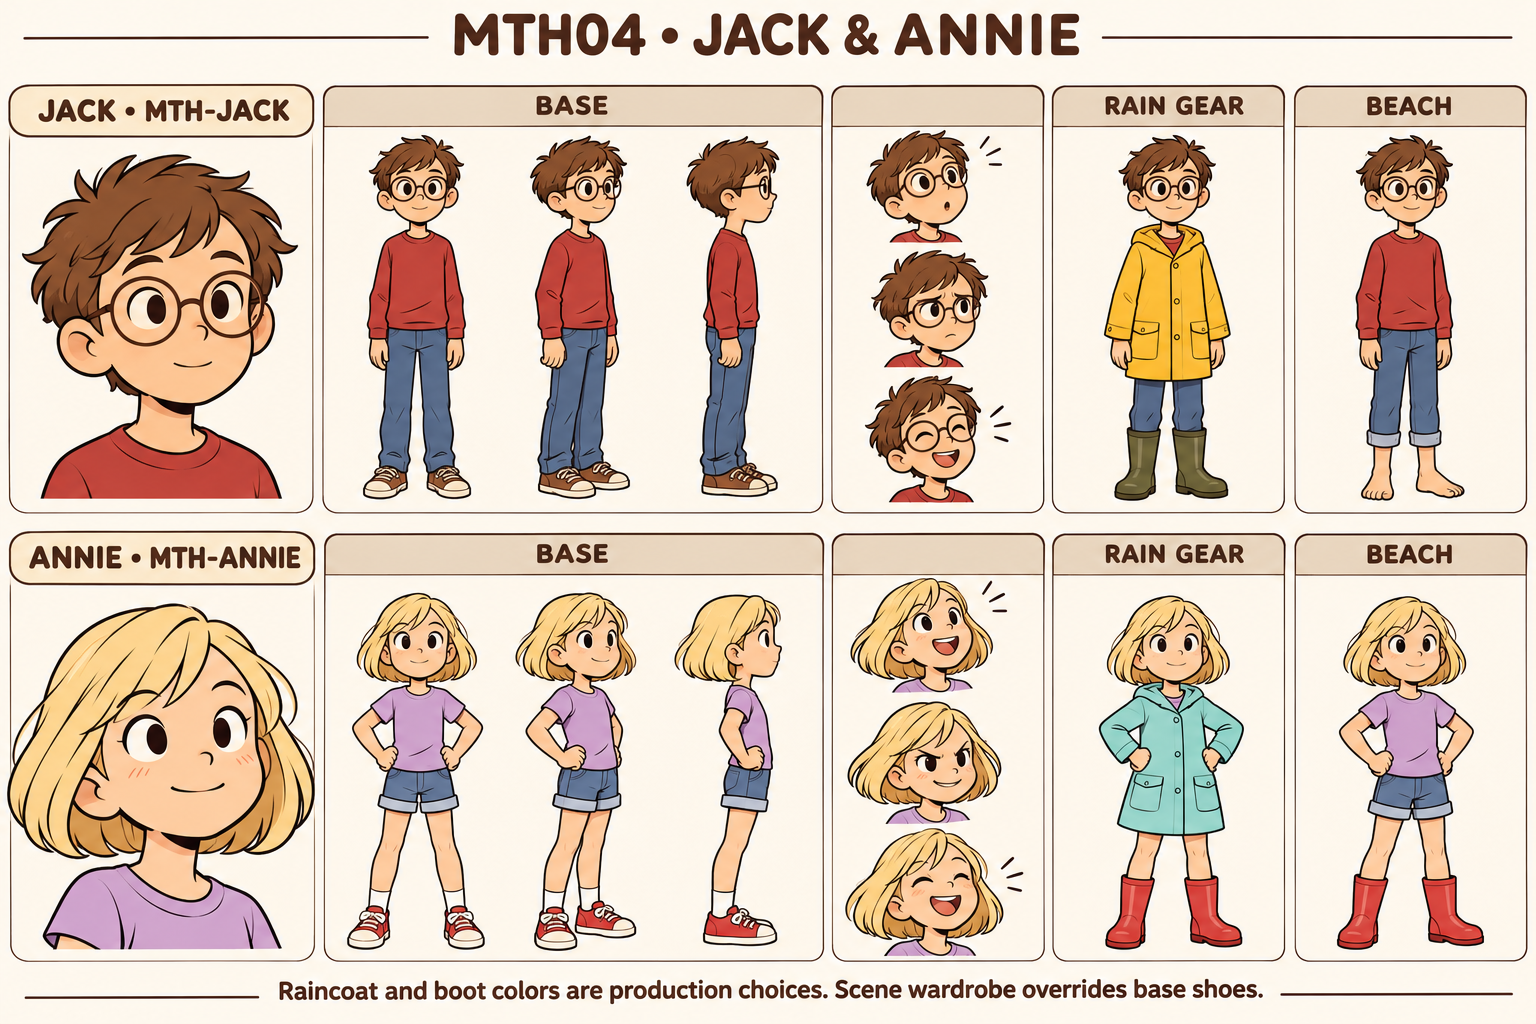 MTH04 • JACK & ANNIE
JACK • MTH-JACK
BASE
RAIN GEAR
BEACH
ANNIE • MTH-ANNIE
BASE
RAIN GEAR
BEACH
Raincoat and boot colors are production choices. Scene wardrobe overrides base shoes.